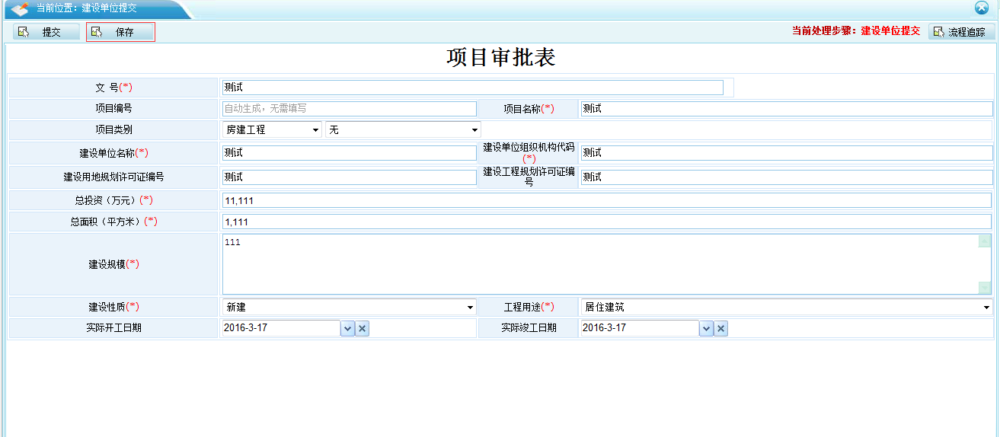 当前位置：建设单位提交
提交 保存 当前处理步骤：建设单位提交 流程追踪
项目审批表
文 号(*) 测试
项目编号 自动生成，无需填写 项目名称(*) 测试
项目类别 房建工程 无
建设单位名称(*) 测试 建设单位组织机构代码
(*) 测试
建设用地规划许可证编号 测试 建设工程规划许可证编
号 测试
总投资（万元）(*) 11,111
总面积（平方米）(*) 1,111
建设规模(*) 111
建设性质(*) 新建 工程用途(*) 居住建筑
实际开工日期 2016-3-17 实际竣工日期 2016-3-17